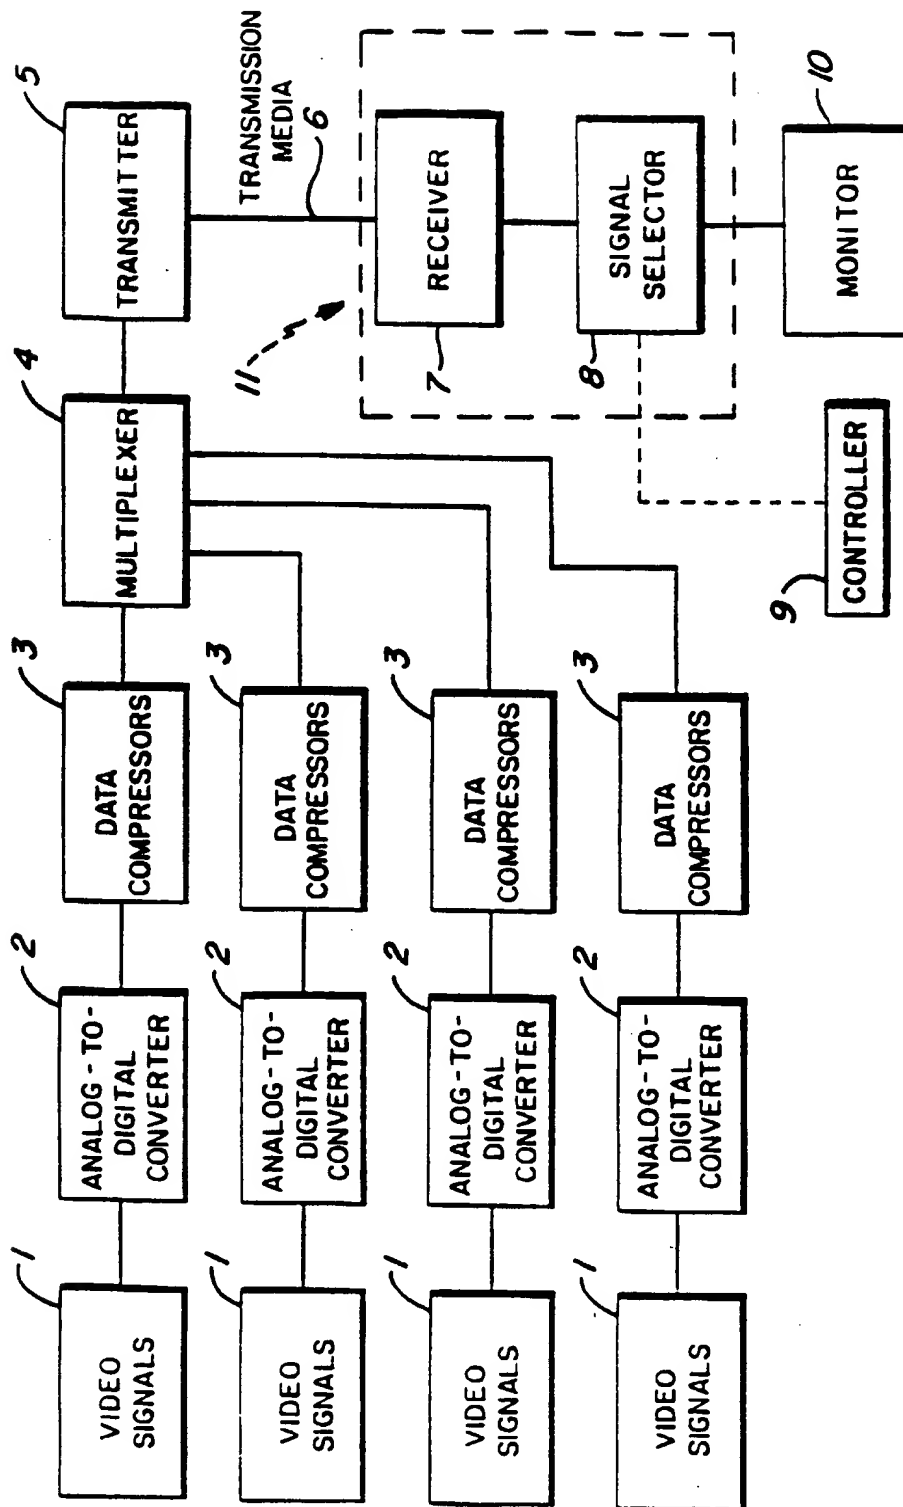 1
VIDEO
SIGNALS
2
ANALOG-TO-
DIGITAL
CONVERTER
3
DATA
COMPRESSORS
4
MULTIPLEXER
5
TRANSMITTER
1
VIDEO
SIGNALS
2
ANALOG-TO-
DIGITAL
CONVERTER
3
DATA
COMPRESSORS
1
VIDEO
SIGNALS
2
ANALOG-TO-
DIGITAL
CONVERTER
3
DATA
COMPRESSORS
1
VIDEO
SIGNALS
2
ANALOG-TO-
DIGITAL
CONVERTER
3
DATA
COMPRESSORS
TRANSMISSION
MEDIA
6
11
RECEIVER
7
SIGNAL
SELECTOR
8
9
CONTROLLER
10
MONITOR